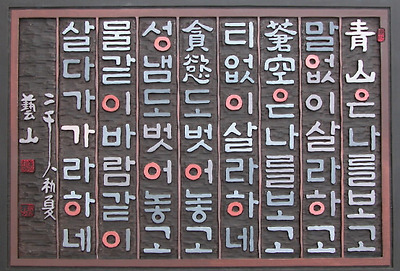 青山은나를보고
말없이살라하고
蒼空은나를보고
티없이살라하네
貪慾도벗어놓고
성냄도벗어놓고
물같이바람같이
살다가가라하네
初夏
藝山